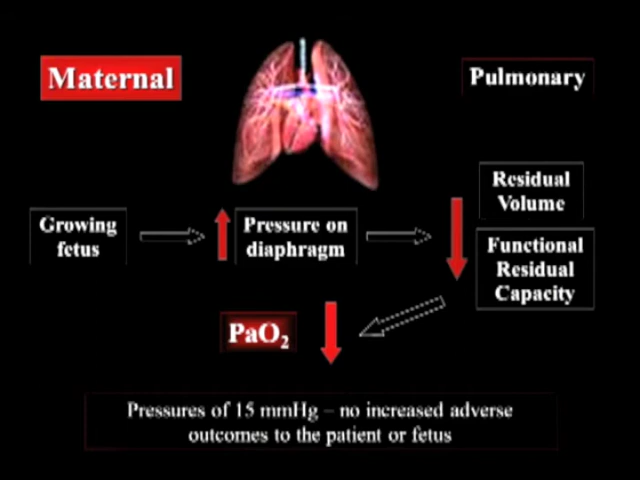 Maternal
Pulmonary
Growing
fetus
Pressure on
diaphragm
Residual
Volume
Functional
Residual
Capacity
PaO₂
Pressures of 15 mmHg – no increased adverse
outcomes to the patient or fetus